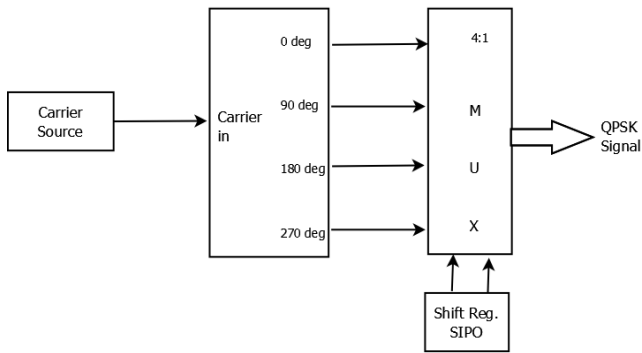 Carrier
Source
Carrier
in
0 deg
90 deg
180 deg
270 deg
4:1
M
U
X
QPSK
Signal
Shift Reg.
SIPO